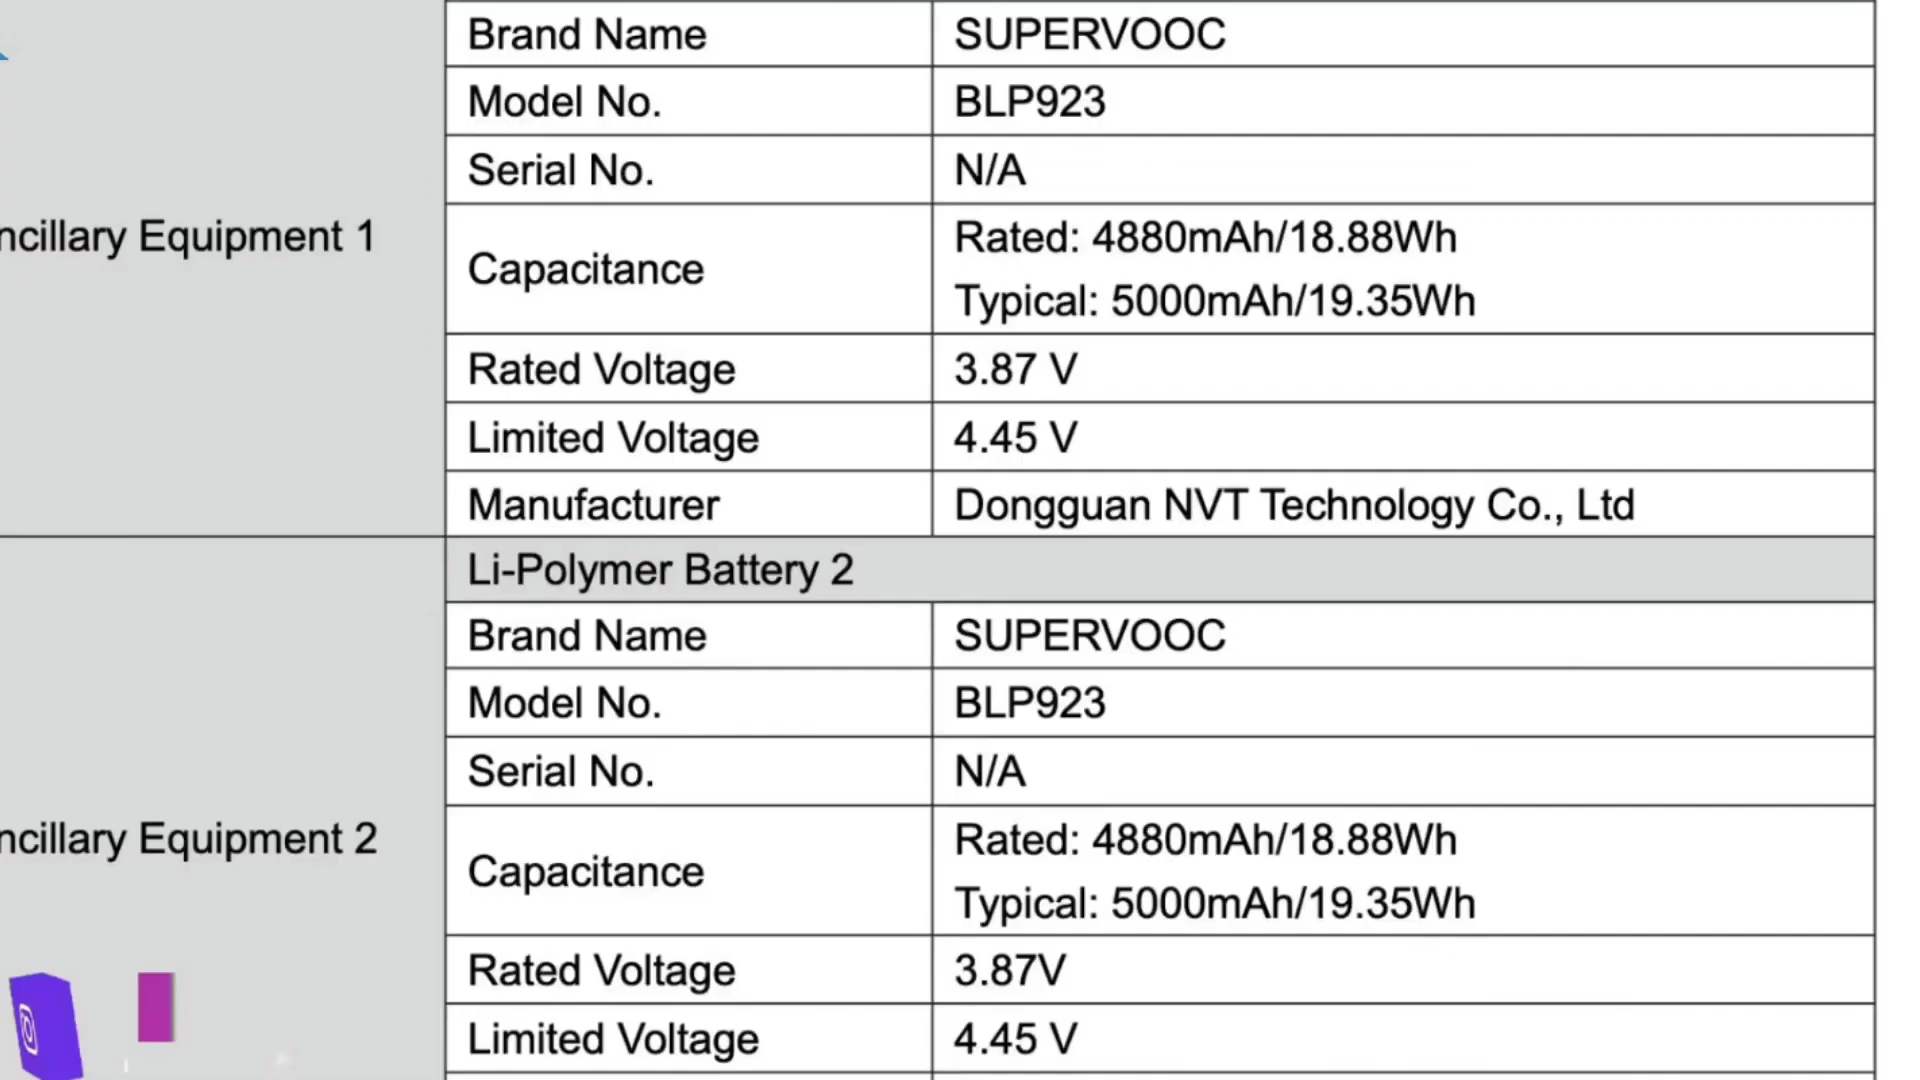 Brand Name SUPERVOOC
Model No. BLP923
Serial No. N/A
ncillary Equipment 1
Capacitance
Rated: 4880mAh/18.88Wh
Typical: 5000mAh/19.35Wh
Rated Voltage 3.87 V
Limited Voltage 4.45 V
Manufacturer Dongguan NVT Technology Co., Ltd
Li-Polymer Battery 2
Brand Name SUPERVOOC
Model No. BLP923
Serial No. N/A
ncillary Equipment 2
Capacitance
Rated: 4880mAh/18.88Wh
Typical: 5000mAh/19.35Wh
Rated Voltage 3.87V
Limited Voltage 4.45 V